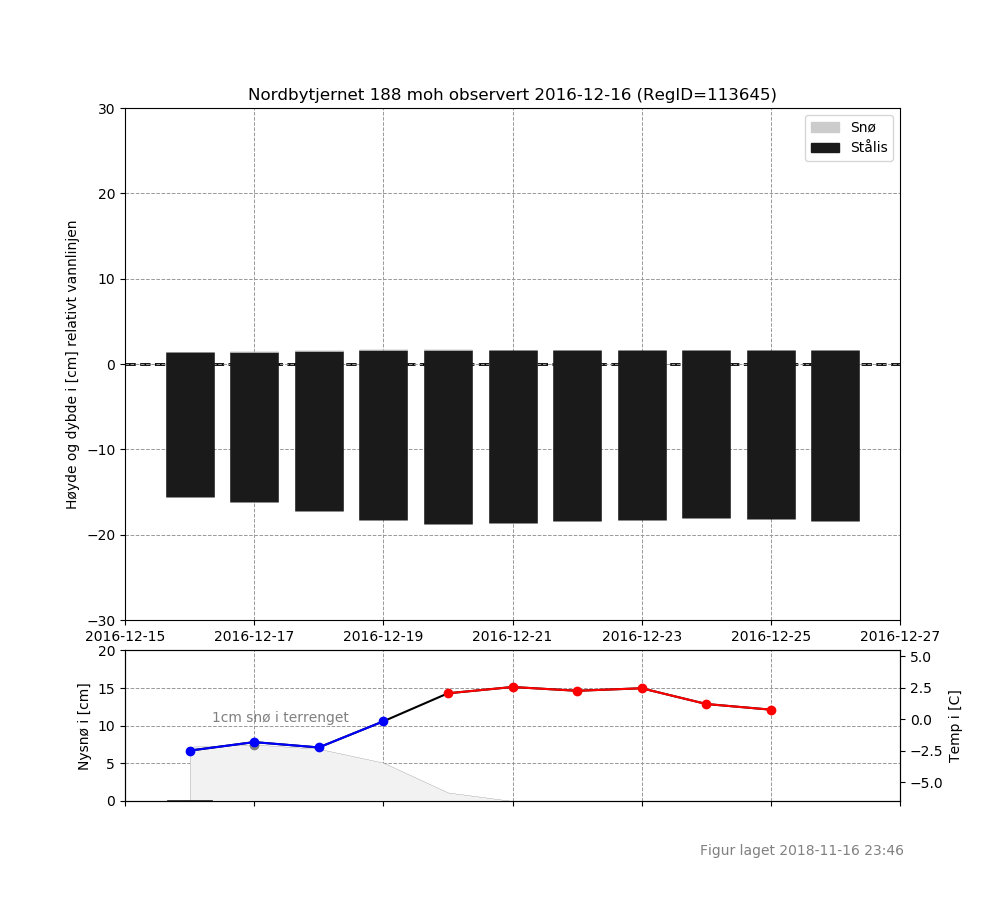 Nordbytjernet 188 moh observert 2016-12-16 (RegID=113645)
30
20
10
0
−10
−20
−30
Høyde og dybde i [cm] relativt vannlinjen
Snø
Stålis
2016-12-15 2016-12-17 2016-12-19 2016-12-21 2016-12-23 2016-12-25 2016-12-27
20
15
10
5
0
Nysnø i [cm]
1cm snø i terrenget
5.0
2.5
0.0
−2.5
−5.0
Temp i [C]
Figur laget 2018-11-16 23:46